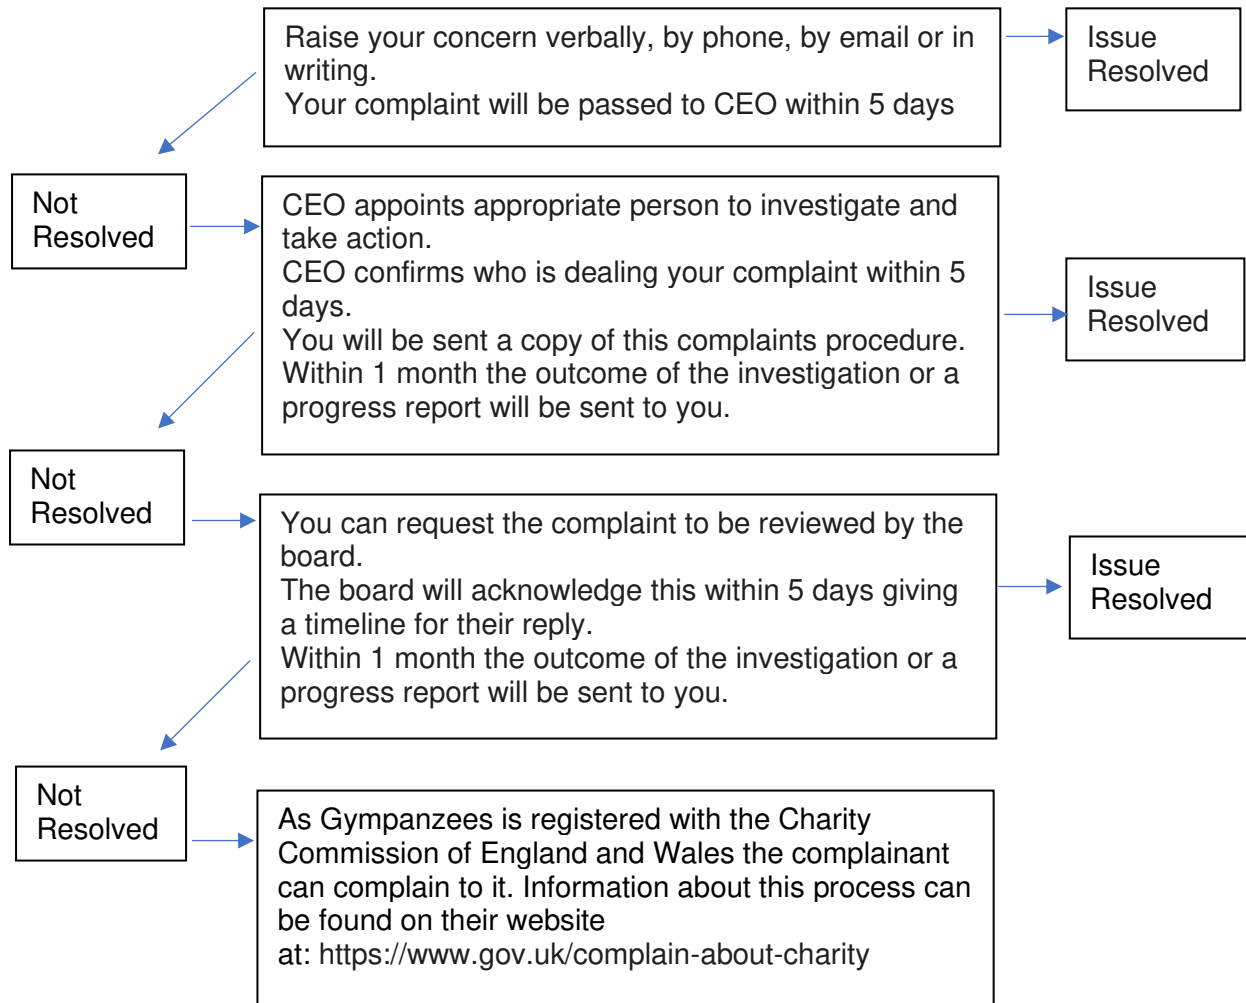 Raise your concern verbally, by phone, by email or in
writing.
Your complaint will be passed to CEO within 5 days
Issue
Resolved
Not
Resolved
CEO appoints appropriate person to investigate and
take action.
CEO confirms who is dealing your complaint within 5
days.
You will be sent a copy of this complaints procedure.
Within 1 month the outcome of the investigation or a
progress report will be sent to you.
Issue
Resolved
Not
Resolved
You can request the complaint to be reviewed by the
board.
The board will acknowledge this within 5 days giving
a timeline for their reply.
Within 1 month the outcome of the investigation or a
progress report will be sent to you.
Issue
Resolved
Not
Resolved
As Gympanzees is registered with the Charity
Commission of England and Wales the complainant
can complain to it. Information about this process can
be found on their website
at: https://www.gov.uk/complain-about-charity